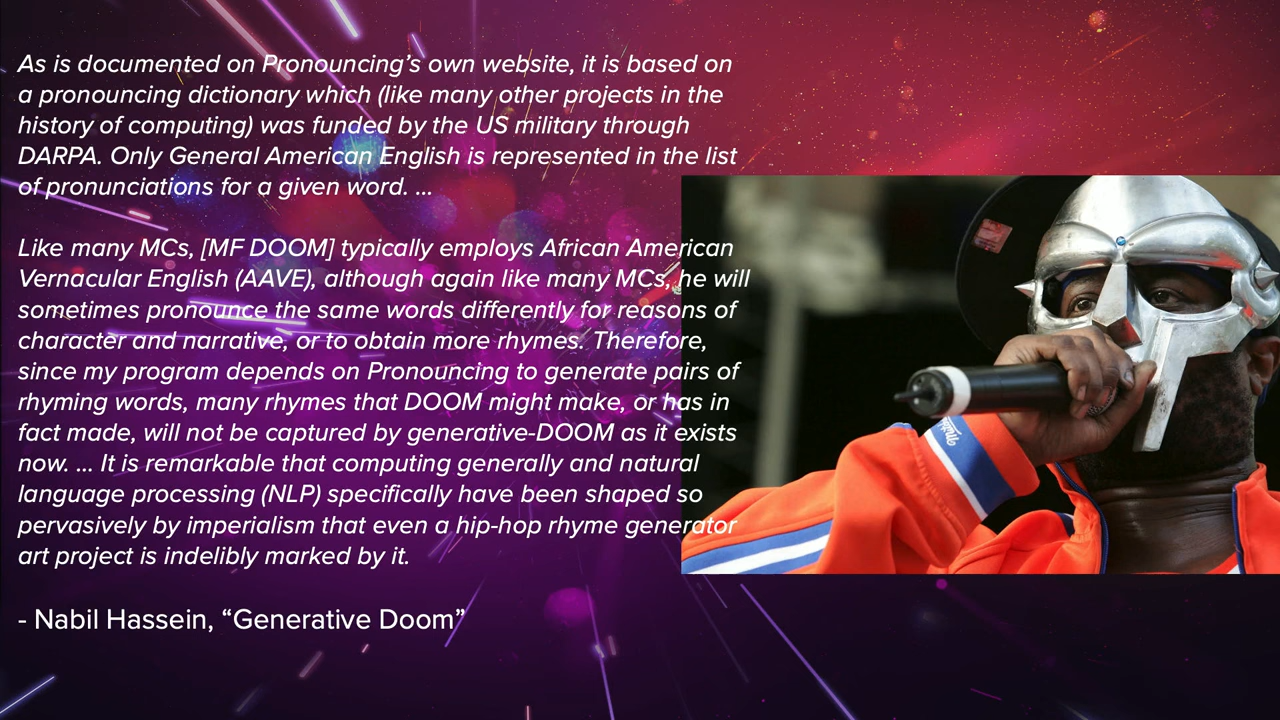 As is documented on Pronouncing’s own website, it is based on
a pronouncing dictionary which (like many other projects in the
history of computing) was funded by the US military through
DARPA. Only General American English is represented in the list
of pronunciations for a given word. ...
Like many MCs, [MF DOOM] typically employs African American
Vernacular English (AAVE), although again like many MCs, he will
sometimes pronounce the same words differently for reasons of
character and narrative, or to obtain more rhymes. Therefore,
since my program depends on Pronouncing to generate pairs of
rhyming words, many rhymes that DOOM might make, or has in
fact made, will not be captured by generative-DOOM as it exists
now. ... It is remarkable that computing generally and natural
language processing (NLP) specifically have been shaped so
pervasively by imperialism that even a hip-hop rhyme generator
art project is indelibly marked by it.
- Nabil Hassein, “Generative Doom”